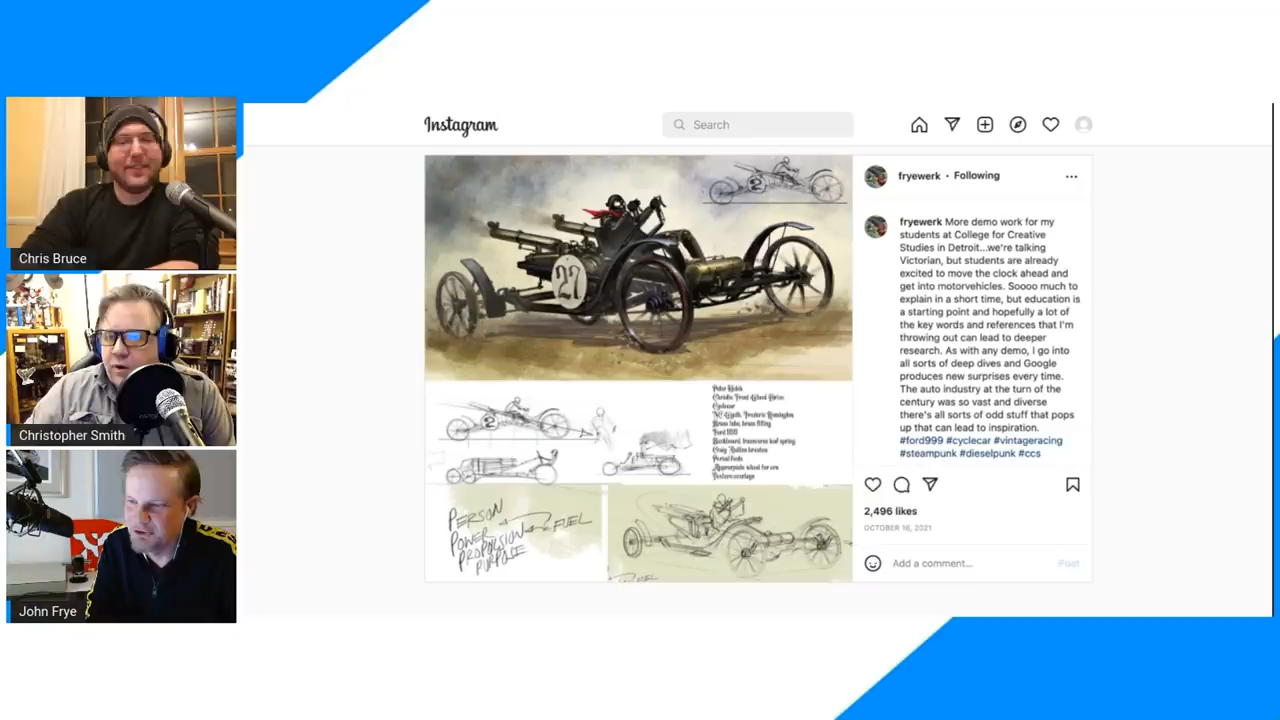 Chris Bruce
Christopher Smith
John Frye
Instagram
Search
2
27
PERSON
POWER → FUEL
PROPULSION
PURPOSE
Ford 999
fryewerk • Following
fryewerk More demo work for my
students at College for Creative
Studies in Detroit...we're talking
Victorian, but students are already
excited to move the clock ahead and
get into motorvehicles. Soooo much to
explain in a short time, but education is
a starting point and hopefully a lot of
the key words and references that I'm
throwing out can lead to deeper
research. As with any demo, I go into
all sorts of deep dives and Google
produces new surprises every time.
The auto industry at the turn of the
century was so vast and diverse
there's all sorts of odd stuff that pops
up that can lead to inspiration.
#ford999 #cyclecar #vintageracing
#steampunk #dieselpunk #ccs
2,496 likes
OCTOBER 16, 2021
Add a comment...
Post